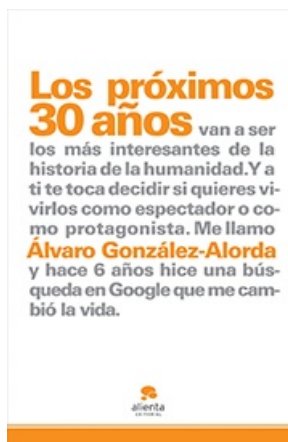 Los próximos
30 años van a ser
los más interesantes de la
historia de la humanidad.Y a
ti te toca decidir si quieres vi-
virlos como espectador o co-
mo protagonista. Me llamo
Álvaro González-Alorda
y hace 6 años hice una bús-
queda en Google que me cam-
bió la vida.
alienta
EDITORIAL